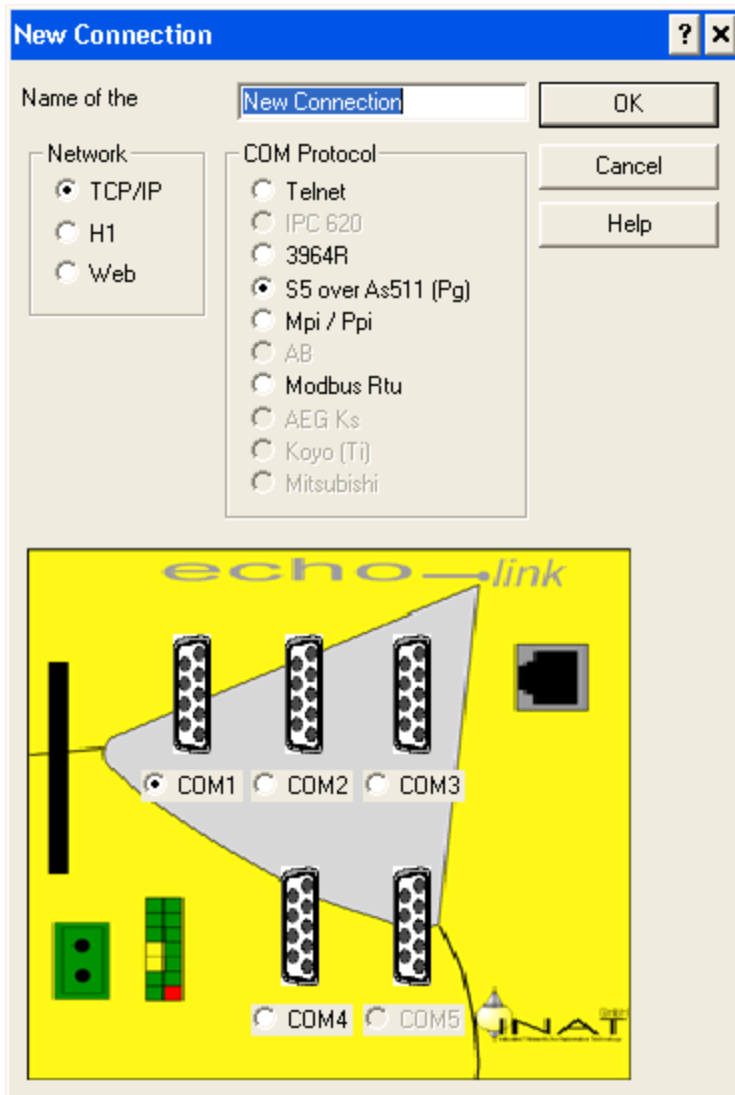 New Connection
Name of the
New Connection
OK
Cancel
Help
Network
TCP/IP
H1
Web
COM Protocol
Telnet
IPC 620
3964R
S5 over As511 (Pg)
Mpi / Ppi
AB
Modbus Rtu
AEG Ks
Koyo (Ti)
Mitsubishi
echo link
COM1 COM2 COM3
COM4 COM5
INAT GmbH